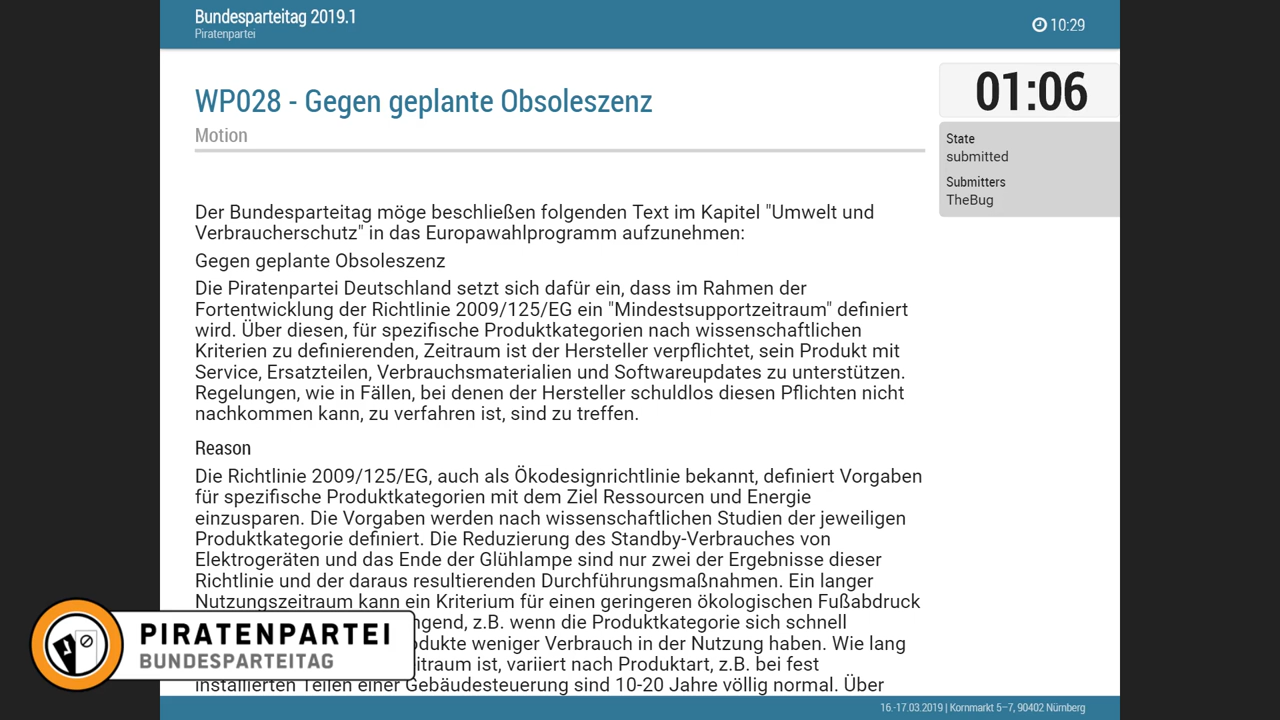 Bundesparteitag 2019.1
Piratenpartei
10:29
WP028 - Gegen geplante Obsoleszenz
Motion
01:06
State
submitted
Submitters
TheBug
Der Bundesparteitag möge beschließen folgenden Text im Kapitel "Umwelt und
Verbraucherschutz" in das Europawahlprogramm aufzunehmen:
Gegen geplante Obsoleszenz
Die Piratenpartei Deutschland setzt sich dafür ein, dass im Rahmen der
Fortentwicklung der Richtlinie 2009/125/EG ein "Mindestsupportzeitraum" definiert
wird. Über diesen, für spezifische Produktkategorien nach wissenschaftlichen
Kriterien zu definierenden, Zeitraum ist der Hersteller verpflichtet, sein Produkt mit
Service, Ersatzteilen, Verbrauchsmaterialien und Softwareupdates zu unterstützen.
Regelungen, wie in Fällen, bei denen der Hersteller schuldlos diesen Pflichten nicht
nachkommen kann, zu verfahren ist, sind zu treffen.
Reason
Die Richtlinie 2009/125/EG, auch als Ökodesignrichtlinie bekannt, definiert Vorgaben
für spezifische Produktkategorien mit dem Ziel Ressourcen und Energie
einzusparen. Die Vorgaben werden nach wissenschaftlichen Studien der jeweiligen
Produktkategorie definiert. Die Reduzierung des Standby-Verbrauches von
Elektrogeräten und das Ende der Glühlampe sind nur zwei der Ergebnisse dieser
Richtlinie und der daraus resultierenden Durchführungsmaßnahmen. Ein langer
Nutzungszeitraum kann ein Kriterium für einen geringeren ökologischen Fußabdruck
ngend, z.B. wenn die Produktkategorie sich schnell
dukte weniger Verbrauch in der Nutzung haben. Wie lang
itraum ist, variiert nach Produktart, z.B. bei fest
installierten Teilen einer Gebäudesteuerung sind 10-20 Jahre völlig normal. Über
PIRATENPARTEI
BUNDESPARTEITAG
16.-17.03.2019 | Kornmarkt 5–7, 90402 Nürnberg